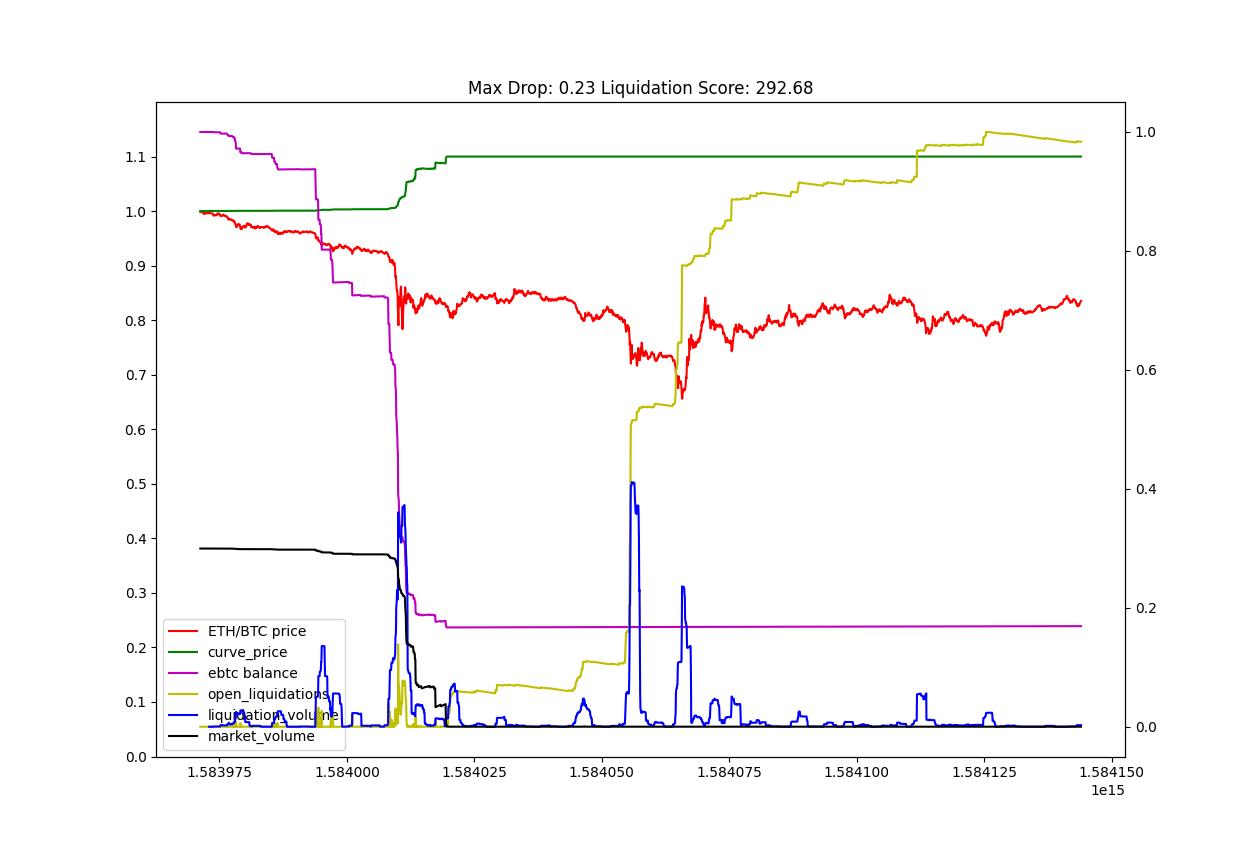 Max Drop: 0.23 Liquidation Score: 292.68
1.1
1.0
0.9
0.8
0.7
0.6
0.5
0.4
0.3
0.2
0.1
0.0
1.0
0.8
0.6
0.4
0.2
0.0
ETH/BTC price
curve_price
ebtc balance
open_liquidations
liquidation_volume
market_volume
1.583975 1.584000 1.584025 1.584050 1.584075 1.584100 1.584125 1.584150
1e15